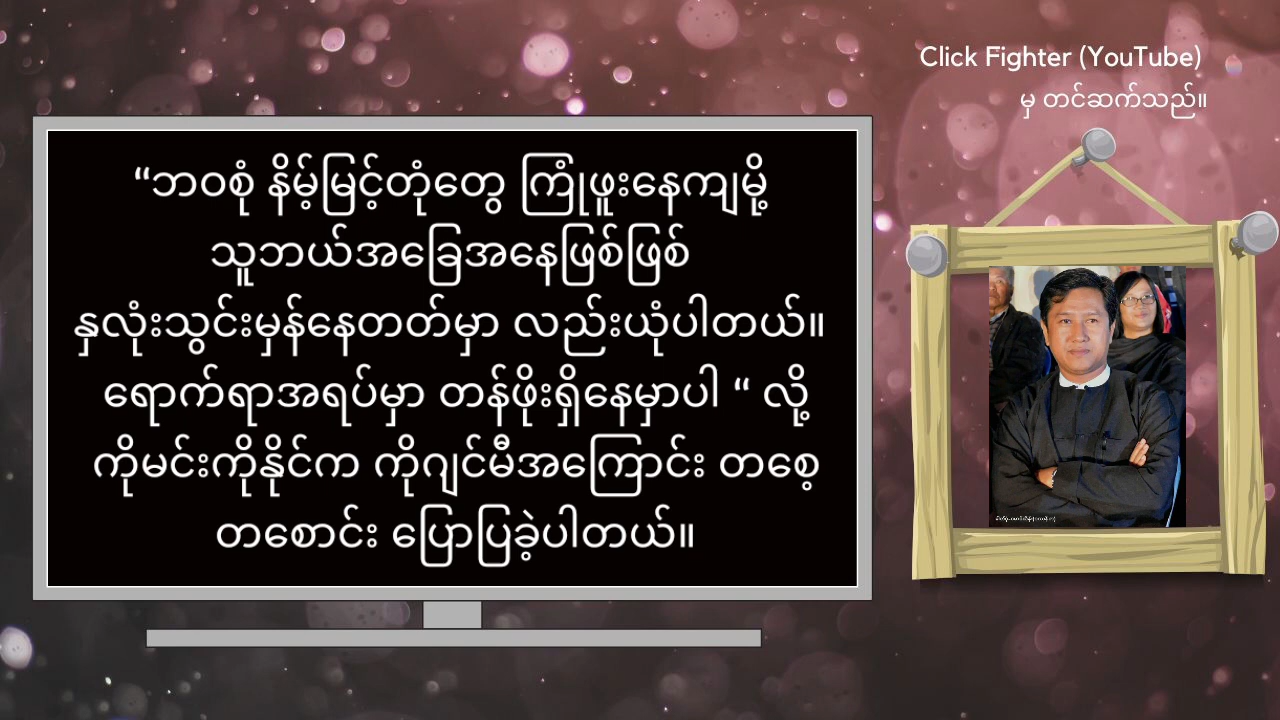 Click Fighter (YouTube)
မှ တင်ဆက်သည်။
“ဘဝစုံ နိမ့်မြင့်တုံတွေ ကြုံဖူးနေကျမို့
သူဘယ်အခြေအနေဖြစ်ဖြစ်
နှလုံးသွင်းမှန်နေတတ်မှာ လည်းယုံပါတယ်။
ရောက်ရာအရပ်မှာ တန်ဖိုးရှိနေမှာပါ “ လို့
ကိုမင်းကိုနိုင်က ကိုဂျင်မီအကြောင်း တစေ့
တစောင်း ပြောပြခဲ့ပါတယ်။